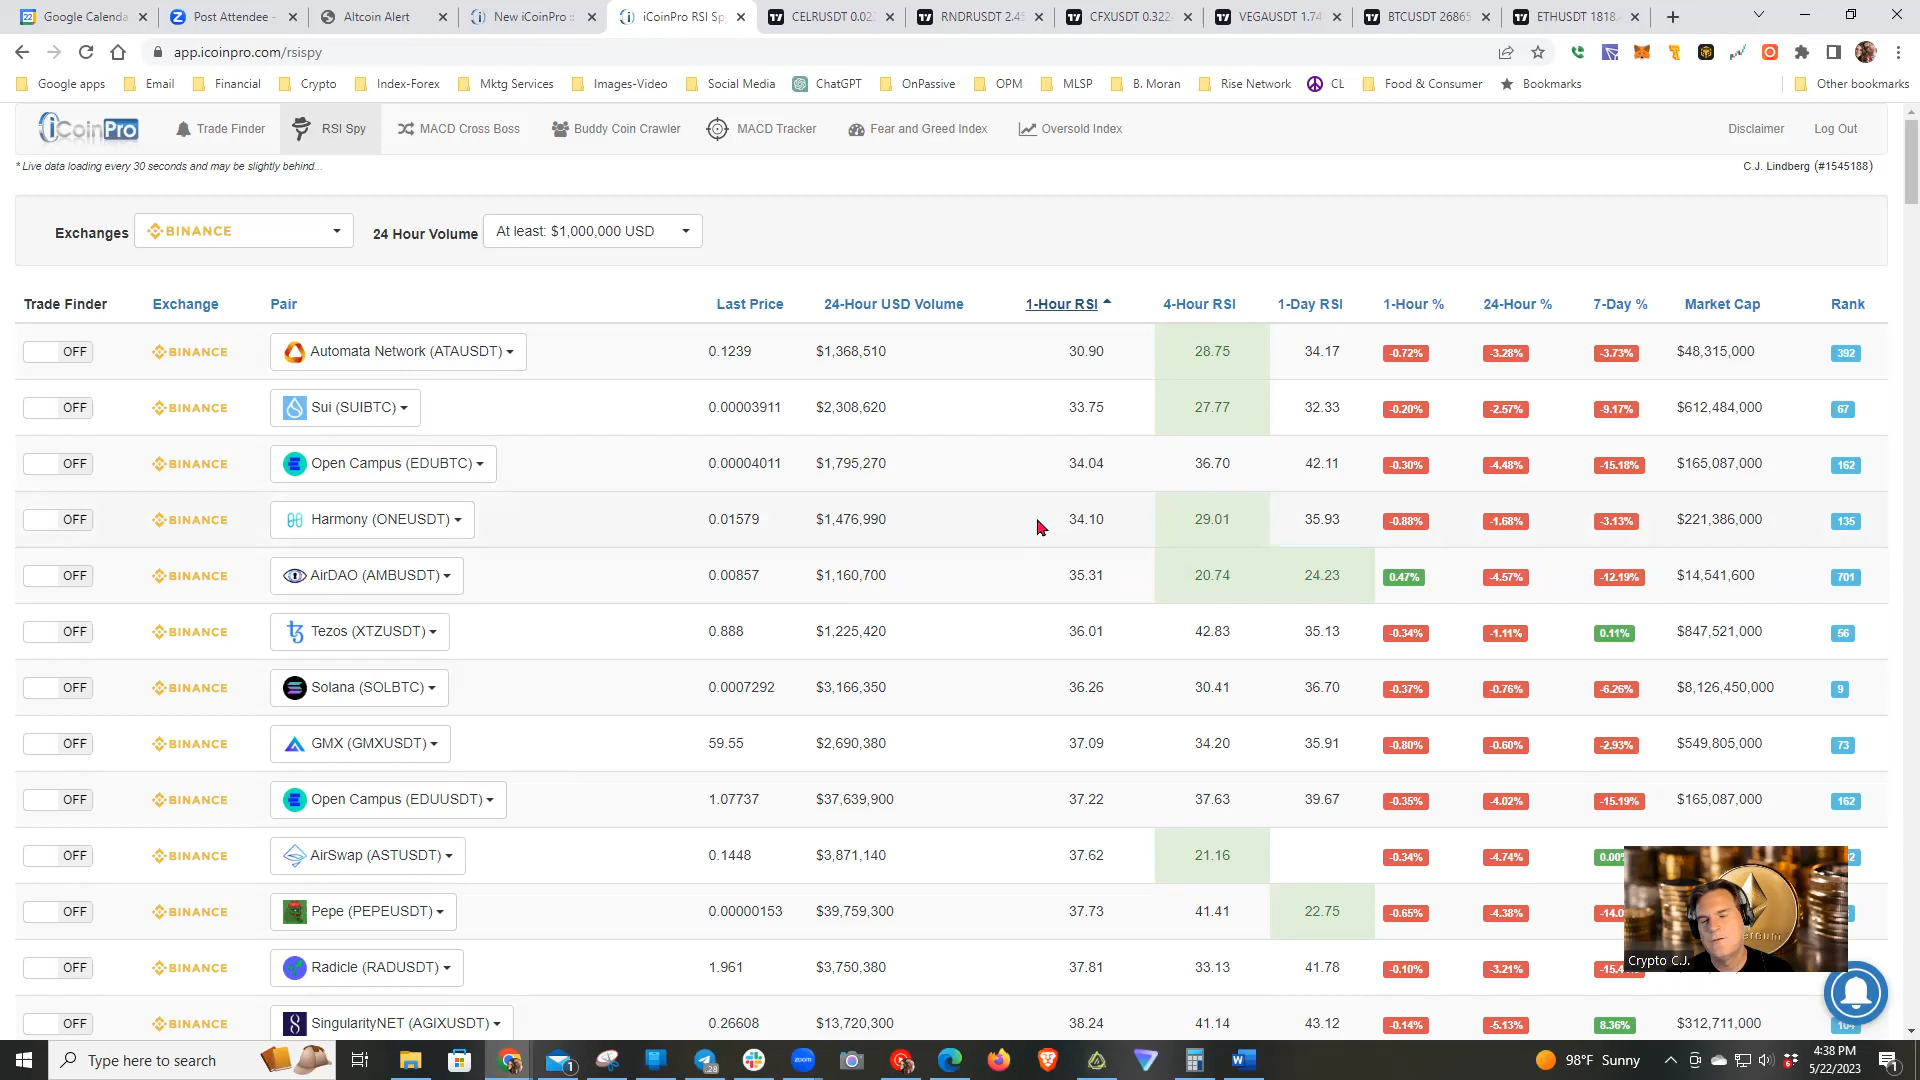 Google Calenda
Post Attendee -
Altcoin Alert
New iCoinPro ::
iCoinPro RSI Sp
CELRUSDT 0.02
RNDRUSDT 2.45
CFXUSDT 0.322
VEGAUSDT 1.74
BTCUSDT 26865
ETHUSDT 1818.
app.icoinpro.com/rsispy
Google apps Email Financial Crypto Index-Forex Mktg Services Images-Video Social Media ChatGPT OnPassive OPM MLSP B. Moran Rise Network CL Food & Consumer Bookmarks Other bookmarks
iCoinPro Trade Finder RSI Spy MACD Cross Boss Buddy Coin Crawler MACD Tracker Fear and Greed Index Oversold Index Disclaimer Log Out
* Live data loading every 30 seconds and may be slightly behind... C.J. Lindberg (#1545188)
Exchanges BINANCE 24 Hour Volume At least: $1,000,000 USD
Trade Finder Exchange Pair Last Price 24-Hour USD Volume 1-Hour RSI 4-Hour RSI 1-Day RSI 1-Hour % 24-Hour % 7-Day % Market Cap Rank
OFF BINANCE Automata Network (ATAUSDT) 0.1239 $1,368,510 30.90 28.75 34.17 -0.72% -3.28% -3.73% $48,315,000 392
OFF BINANCE Sui (SUIBTC) 0.00003911 $2,308,620 33.75 27.77 32.33 -0.20% -2.57% -9.17% $612,484,000 67
OFF BINANCE Open Campus (EDUBTC) 0.00004011 $1,795,270 34.04 36.70 42.11 -0.30% -4.48% -15.18% $165,087,000 162
OFF BINANCE Harmony (ONEUSDT) 0.01579 $1,476,990 34.10 29.01 35.93 -0.88% -1.68% -3.13% $221,386,000 135
OFF BINANCE AirDAO (AMBUSDT) 0.00857 $1,160,700 35.31 20.74 24.23 0.47% -4.57% -12.19% $14,541,600 701
OFF BINANCE Tezos (XTZUSDT) 0.888 $1,225,420 36.01 42.83 35.13 -0.34% -1.11% 0.11% $847,521,000 56
OFF BINANCE Solana (SOLBTC) 0.0007292 $3,166,350 36.26 30.41 36.70 -0.37% -0.76% -6.26% $8,126,450,000 9
OFF BINANCE GMX (GMXUSDT) 59.55 $2,690,380 37.09 34.20 35.91 -0.80% -0.60% -2.93% $549,805,000 73
OFF BINANCE Open Campus (EDUUSDT) 1.07737 $37,639,900 37.22 37.63 39.67 -0.35% -4.02% -15.19% $165,087,000 162
OFF BINANCE AirSwap (ASTUSDT) 0.1448 $3,871,140 37.62 21.16 -0.34% -4.74% 0.00
OFF BINANCE Pepe (PEPEUSDT) 0.00000153 $39,759,300 37.73 41.41 22.75 -0.65% -4.38% -14.0
OFF BINANCE Radicle (RADUSDT) 1.961 $3,750,380 37.81 33.13 41.78 -0.10% -3.21% -15.4
Crypto C.J.
OFF BINANCE SingularityNET (AGIXUSDT) 0.26608 $13,720,300 38.24 41.14 43.12 -0.14% -5.13% 8.36% $312,711,000
Type here to search
28
zoom
1
98°F Sunny
4:38 PM
5/22/2023
1